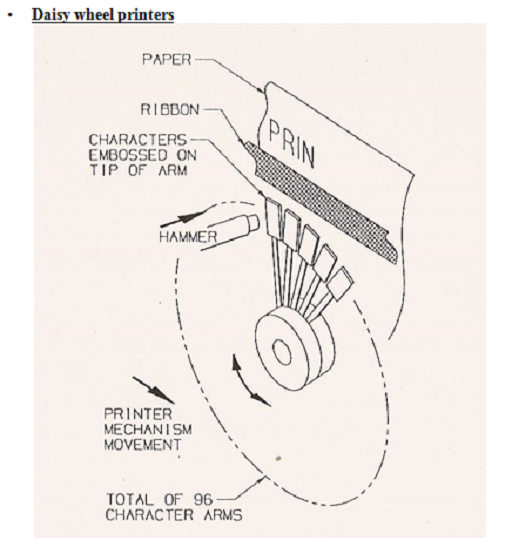 • Daisy wheel printers
PAPER
RIBBON
PRIN
CHARACTERS
EMBOSSED ON
TIP OF ARM
HAMMER
PRINTER
MECHANISM
MOVEMENT
TOTAL OF 96
CHARACTER ARMS